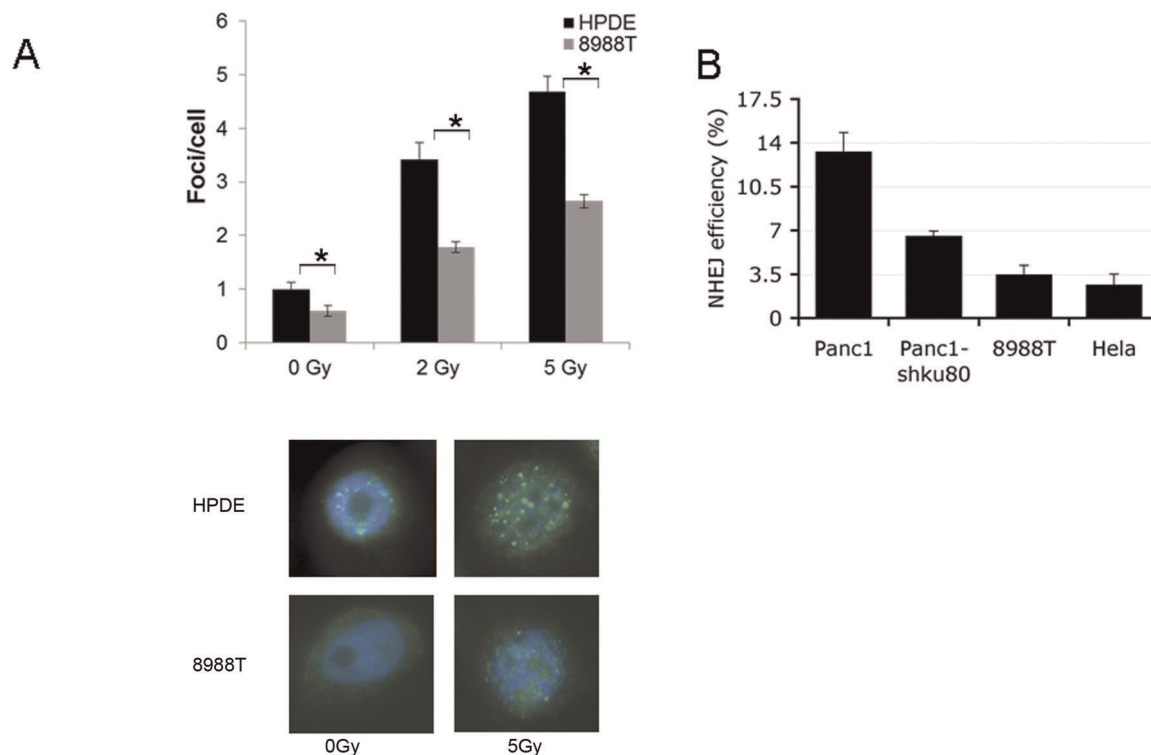 A
6
5
4
3
2
1
0
Foci/cell
HPDE
8988T
*
*
*
0 Gy
2 Gy
5 Gy
B
17.5
14
10.5
7
3.5
0
NHEJ efficiency (%)
Panc1
Panc1-
shku80
8988T
Hela
HPDE
8988T
0Gy
5Gy